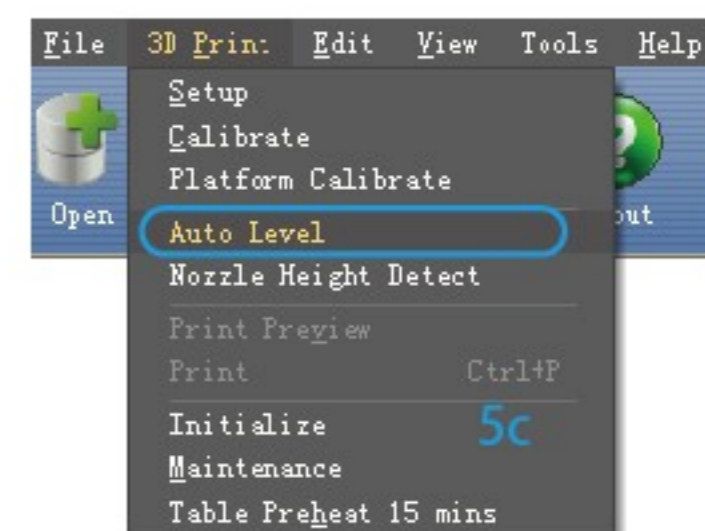 File 3D Print Edit View Tools Help
Setup
Calibrate
Platform Calibrate
Open
Auto Level
Nozzle Height Detect
Print Preview
Print Ctrl+P
Initialize 5c
Maintenance
Table Preheat 15 mins